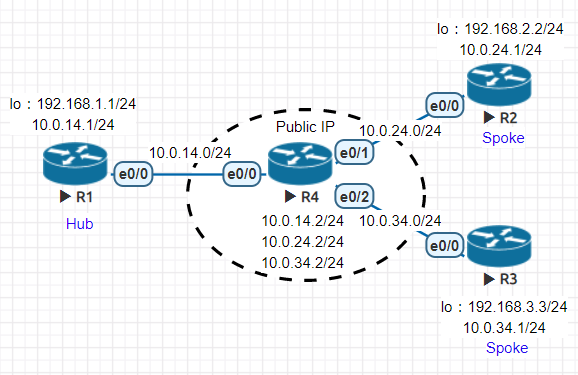 lo：192.168.2.2/24
10.0.24.1/24
e0/0
R2
Spoke
lo：192.168.1.1/24
10.0.14.1/24
Public IP
10.0.24.0/24
10.0.14.0/24
e0/1
e0/0
e0/0
R1
R4
e0/2
10.0.34.0/24
Hub
10.0.14.2/24
10.0.24.2/24
10.0.34.2/24
e0/0
R3
lo：192.168.3.3/24
10.0.34.1/24
Spoke